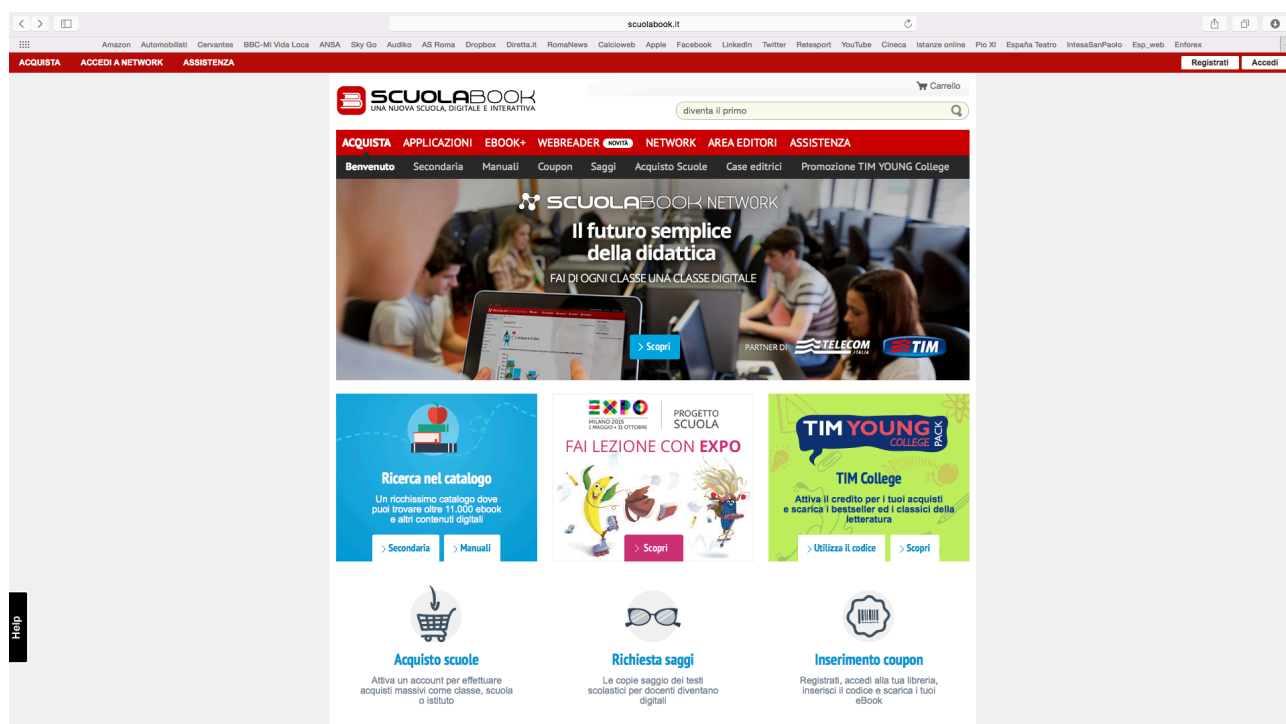 scuolabook.it
Amazon Automobilisti Cervantes BBC-Mi Vida Loca ANSA Sky Go Audiko AS Roma Dropbox Diretta.it RomaNews Calcioweb Apple Facebook LinkedIn Twitter Retesport YouTube Cineca Istanze online Pio XI España Teatro IntesaSanPaolo Esp_web Enforex
ACQUISTA ACCEDI A NETWORK ASSISTENZA Registrati Accedi
Carrello
SCUOLABOOK
UNA NUOVA SCUOLA, DIGITALE E INTERATTIVA
diventa il primo
ACQUISTA APPLICAZIONI EBOOK+ WEBREADER NOVITÀ NETWORK AREA EDITORI ASSISTENZA
Benvenuto Secondaria Manuali Coupon Saggi Acquisto Scuole Case editrici Promozione TIM YOUNG College
SCUOLABOOK NETWORK
Il futuro semplice
della didattica
FAI DI OGNI CLASSE UNA CLASSE DIGITALE
> Scopri
PARTNER DI TELECOM ITALIA TIM
Ricerca nel catalogo
Un ricchissimo catalogo dove
puoi trovare oltre 11.000 ebook
e altri contenuti digitali
> Secondaria > Manuali
EXPO
MILANO 2015
1 MAGGIO • 31 OTTOBRE
PROGETTO
SCUOLA
FAI LEZIONE CON EXPO
> Scopri
TIM YOUNG
COLLEGE PACK
TIM College
Attiva il credito per i tuoi acquisti
e scarica i bestseller ed i classici della
letteratura
> Utilizza il codice > Scopri
Help
Acquisto scuole
Attiva un account per effettuare
acquisti massivi come classe, scuola
o istituto
Richiesta saggi
Le copie saggio dei testi
scolastici per docenti diventano
digitali
Inserimento coupon
Registrati, accedi alla tua libreria,
inserisci il codice e scarica i tuoi
eBook